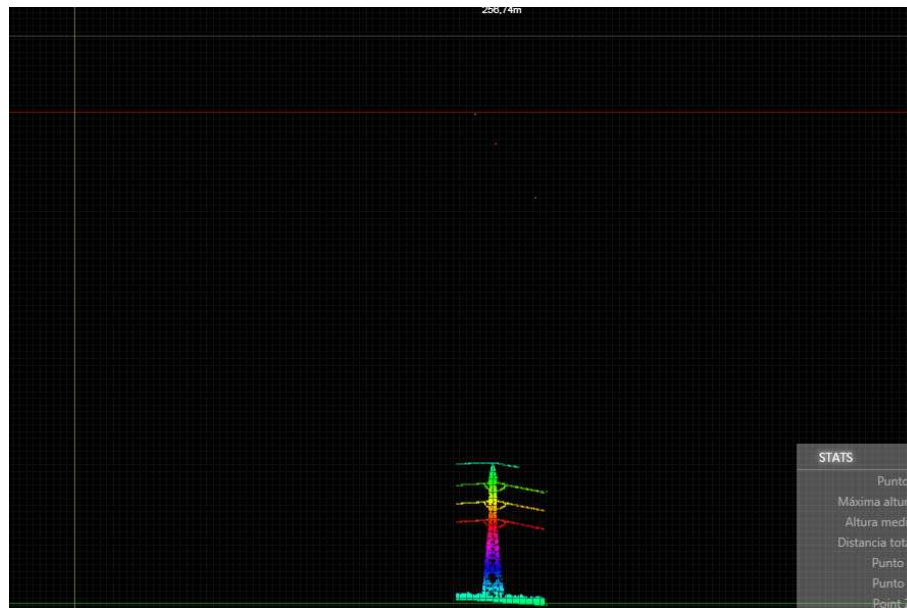 256,74m
STATS
Punto
Máxima altur
Altura medi
Distancia tota
Punto
Punto
Point